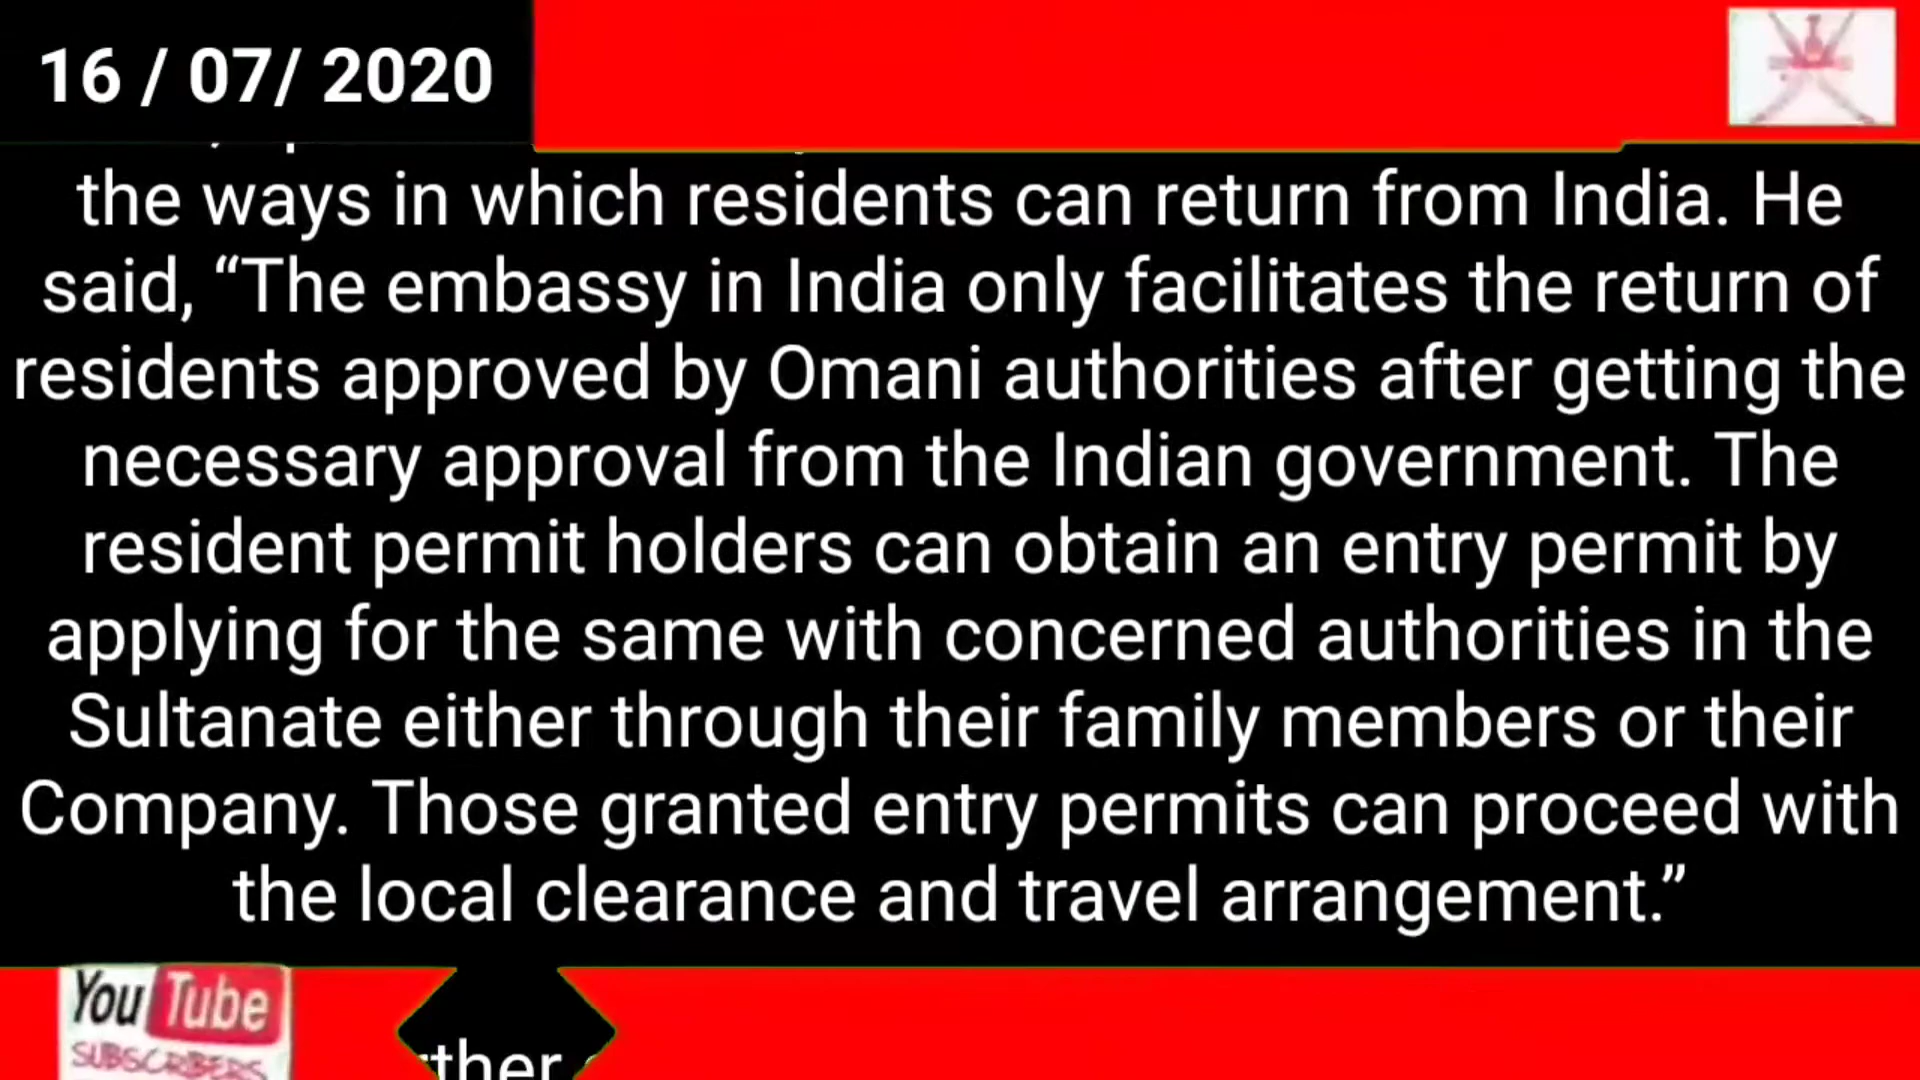 16 / 07/ 2020
the ways in which residents can return from India. He
said, “The embassy in India only facilitates the return of
residents approved by Omani authorities after getting the
necessary approval from the Indian government. The
resident permit holders can obtain an entry permit by
applying for the same with concerned authorities in the
Sultanate either through their family members or their
Company. Those granted entry permits can proceed with
the local clearance and travel arrangement.”
YouTube
SUBSCRIBERS